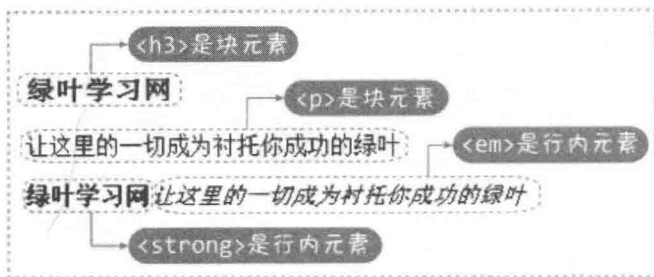 <h3>是块元素
绿叶学习网
<p>是块元素
让这里的一切成为衬托你成功的绿叶
<em>是行内元素
绿叶学习网 让这里的一切成为衬托你成功的绿叶
<strong>是行内元素